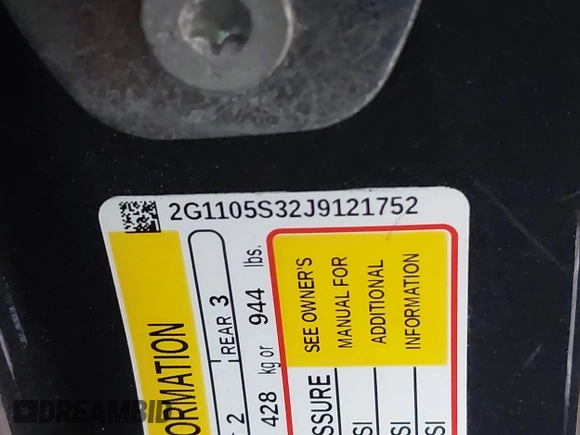 2G1105S32J9121752
ORMATION
REAR 3
2
428 kg or 944 lbs.
SEE OWNER'S
MANUAL FOR
ADDITIONAL
INFORMATION
SSURE
SI
SI
SI
DREAMBID